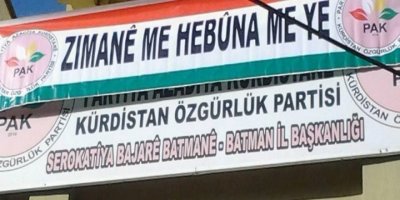 PAK
ZIMANÊ ME HEBÛNA ME YE
PAK
KÜRDİSTAN ÖZGÜRLÜK PARTİSİ
SEROKATİYA BAJARÊ BATMANÊ - BATMAN İL BAŞKANLIĞI